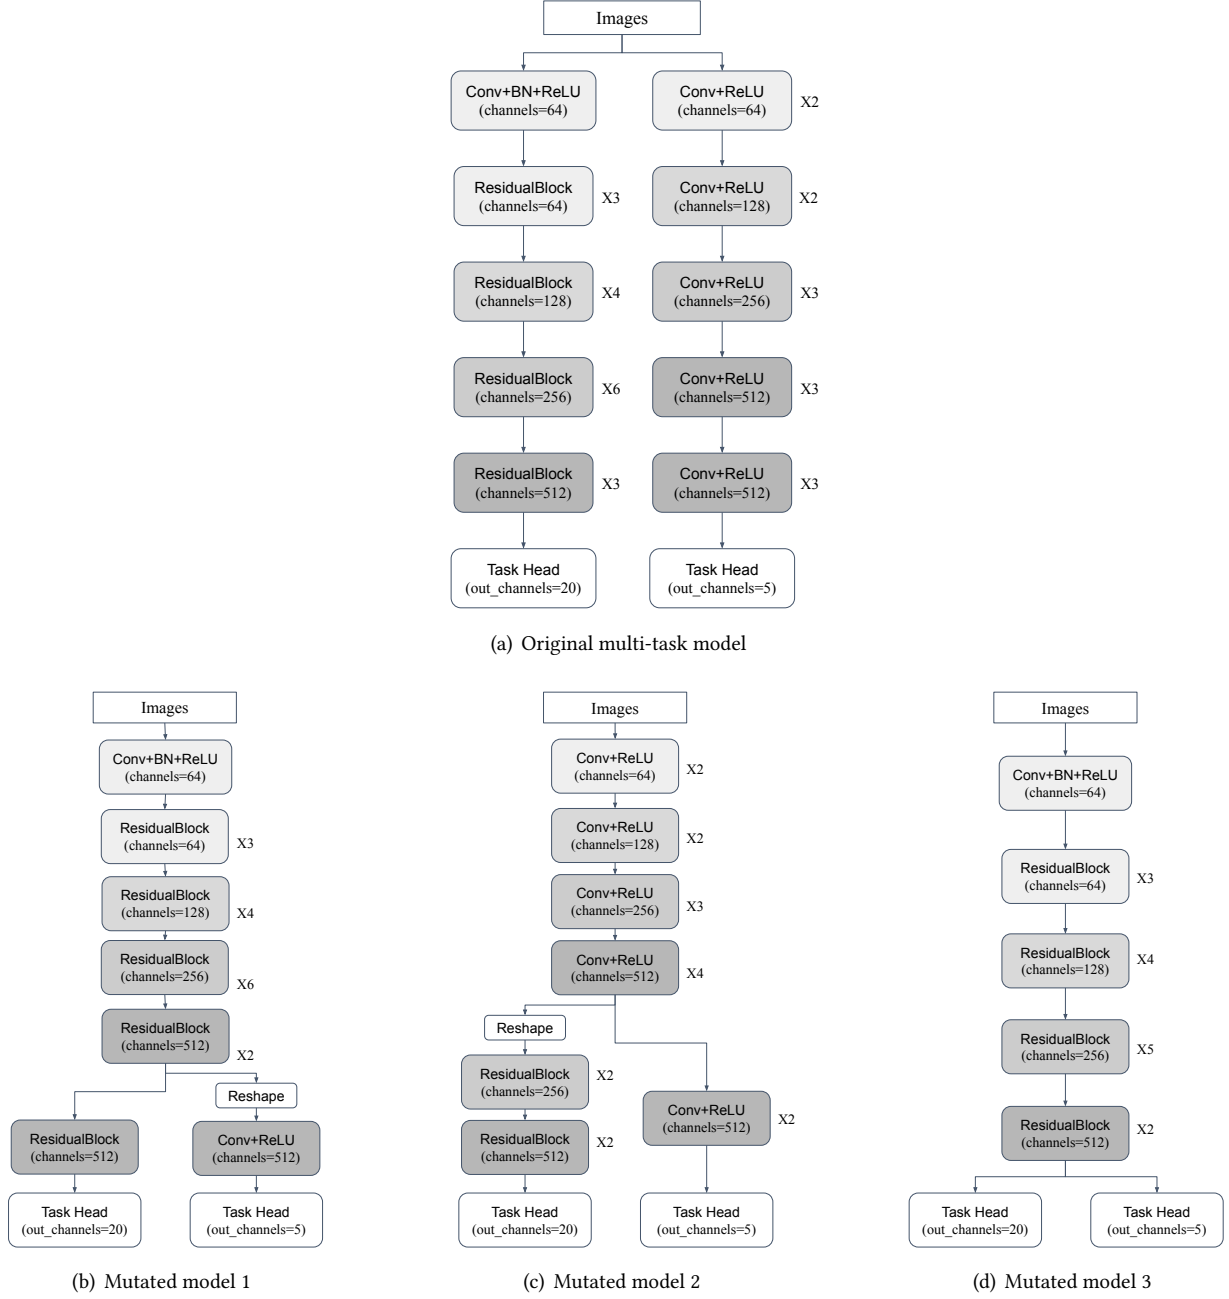 Images
Conv+BN+ReLU
(channels=64)
Conv+ReLU
(channels=64)
X2
ResidualBlock
(channels=64)
X3
Conv+ReLU
(channels=128)
X2
ResidualBlock
(channels=128)
X4
Conv+ReLU
(channels=256)
X3
ResidualBlock
(channels=256)
X6
Conv+ReLU
(channels=512)
X3
ResidualBlock
(channels=512)
X3
Conv+ReLU
(channels=512)
X3
Task Head
(out_channels=20)
Task Head
(out_channels=5)
(a) Original multi-task model
Images
Conv+BN+ReLU
(channels=64)
ResidualBlock
(channels=64)
X3
ResidualBlock
(channels=128)
X4
ResidualBlock
(channels=256)
X6
ResidualBlock
(channels=512)
X2
Reshape
ResidualBlock
(channels=512)
Conv+ReLU
(channels=512)
Task Head
(out_channels=20)
Task Head
(out_channels=5)
(b) Mutated model 1
Images
Conv+ReLU
(channels=64)
X2
Conv+ReLU
(channels=128)
X2
Conv+ReLU
(channels=256)
X3
Conv+ReLU
(channels=512)
X4
Reshape
ResidualBlock
(channels=256)
X2
Conv+ReLU
(channels=512)
X2
ResidualBlock
(channels=512)
X2
Task Head
(out_channels=20)
Task Head
(out_channels=5)
(c) Mutated model 2
Images
Conv+BN+ReLU
(channels=64)
ResidualBlock
(channels=64)
X3
ResidualBlock
(channels=128)
X4
ResidualBlock
(channels=256)
X5
ResidualBlock
(channels=512)
X2
Task Head
(out_channels=20)
Task Head
(out_channels=5)
(d) Mutated model 3